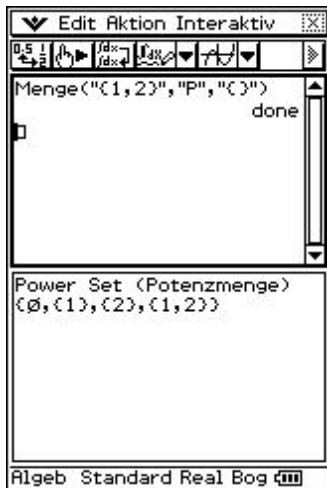 Edit Aktion Interaktiv
Menge("{1,2}","P","{}")
done
Power Set (Potenzmenge)
{Ø,{1},{2},{1,2}}
Algeb Standard Real Bog